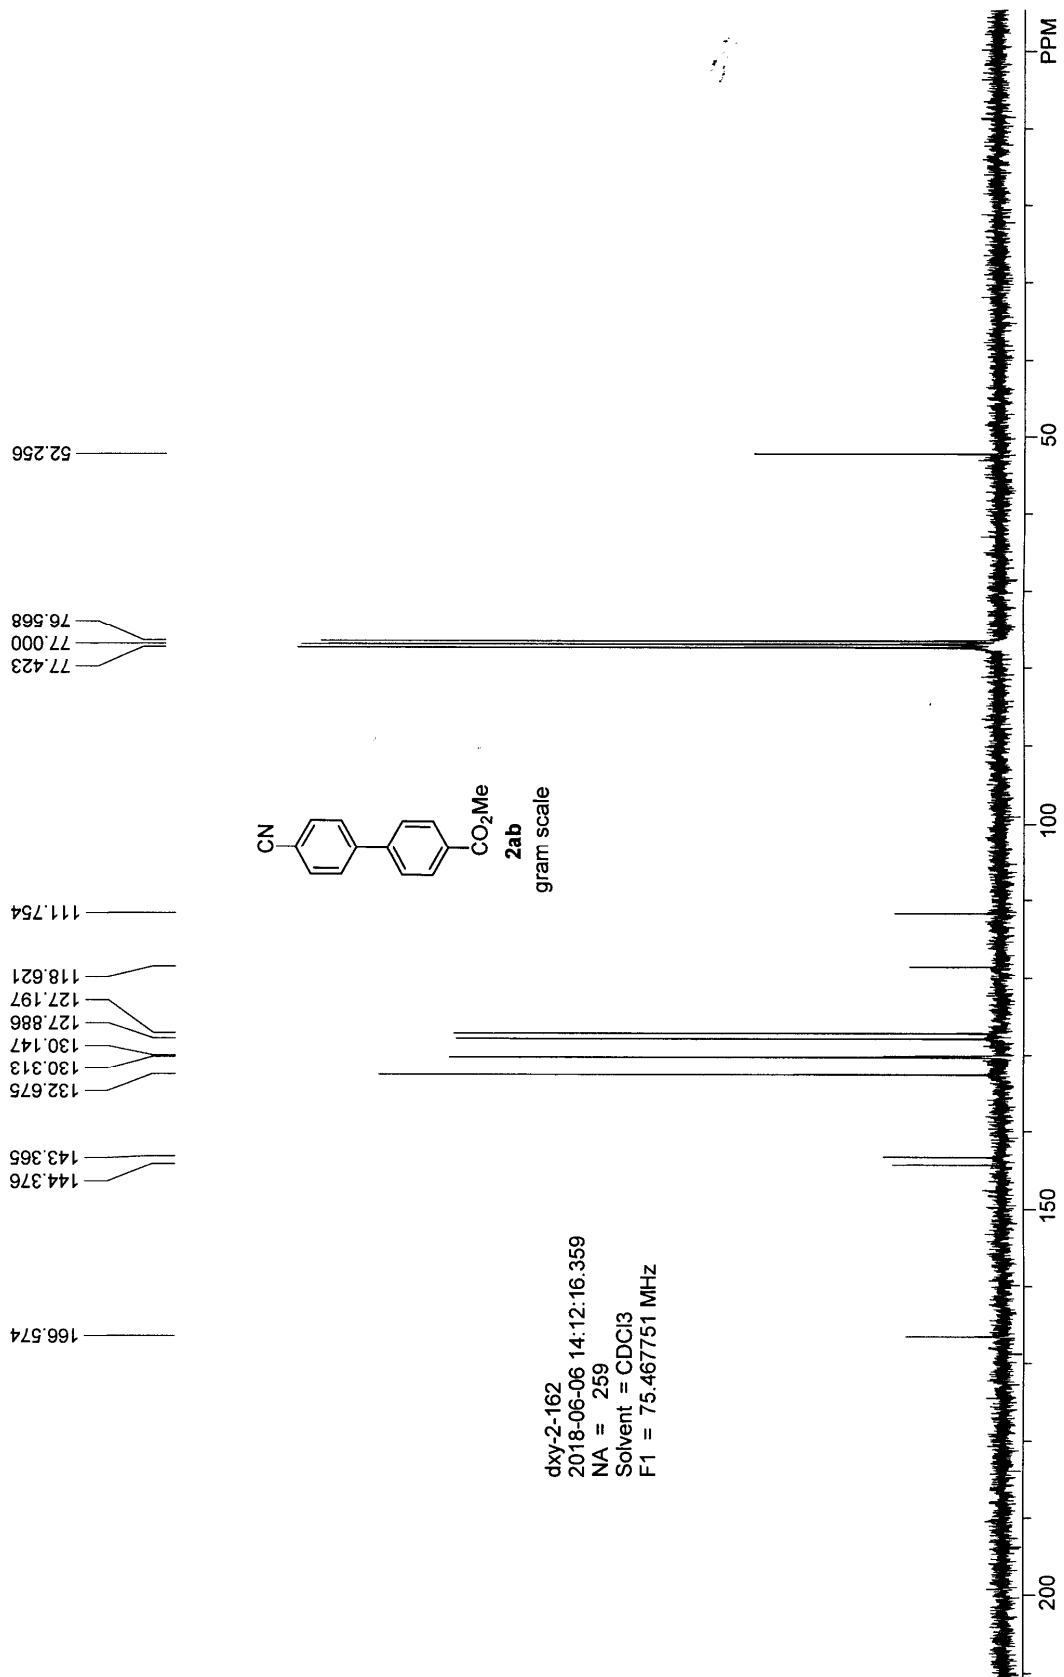 166.574
144.376
143.365
132.675
130.313
130.147
127.886
127.197
118.621
111.754
77.423
77.000
76.568
52.256
CN
CO2Me
2ab
gram scale
dxy-2-162
2018-06-06 14:12:16.359
NA = 259
Solvent = CDCl3
F1 = 75.467751 MHz
200
150
100
50
PPM